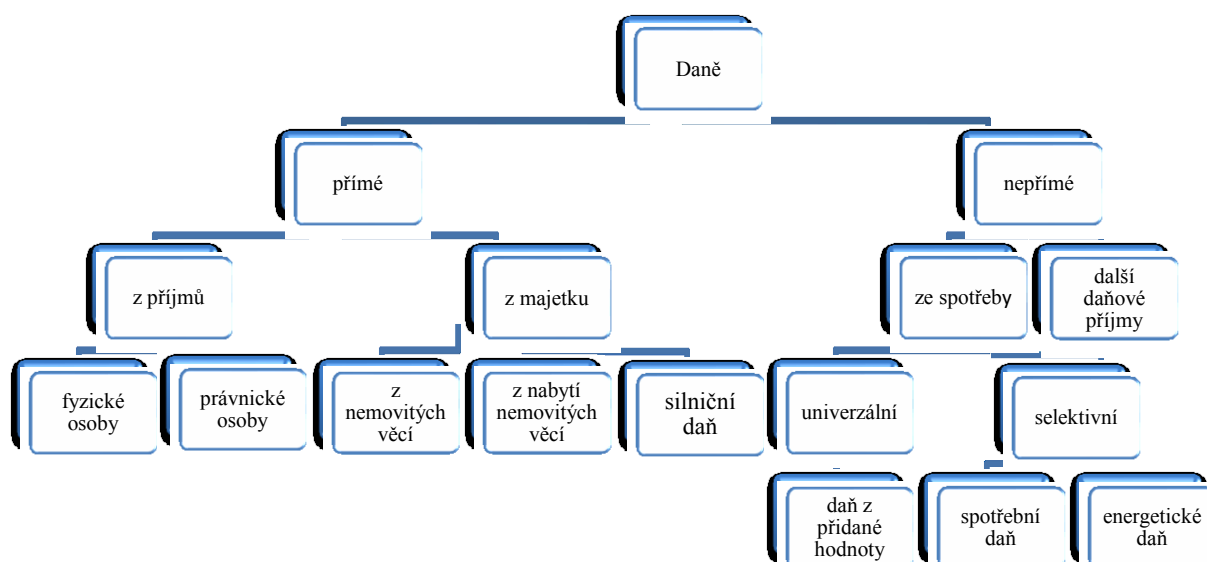 Daně
přímé
nepřímé
z příjmů
z majetku
ze spotřeby
další
daňové
příjmy
fyzické
osoby
právnické
osoby
z
nemovitých
věcí
z nabytí
nemovitých
věcí
silniční
daň
univerzální
selektivní
daň z
přidané
hodnoty
spotřební
daň
energetické
daň